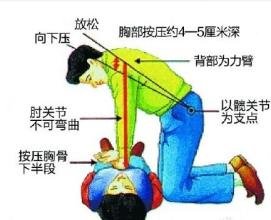 放松
向下压
胸部按压约4—5厘米深
背部为力臂
肘关节
不可弯曲
以髋关节
为支点
按压胸骨
下半段